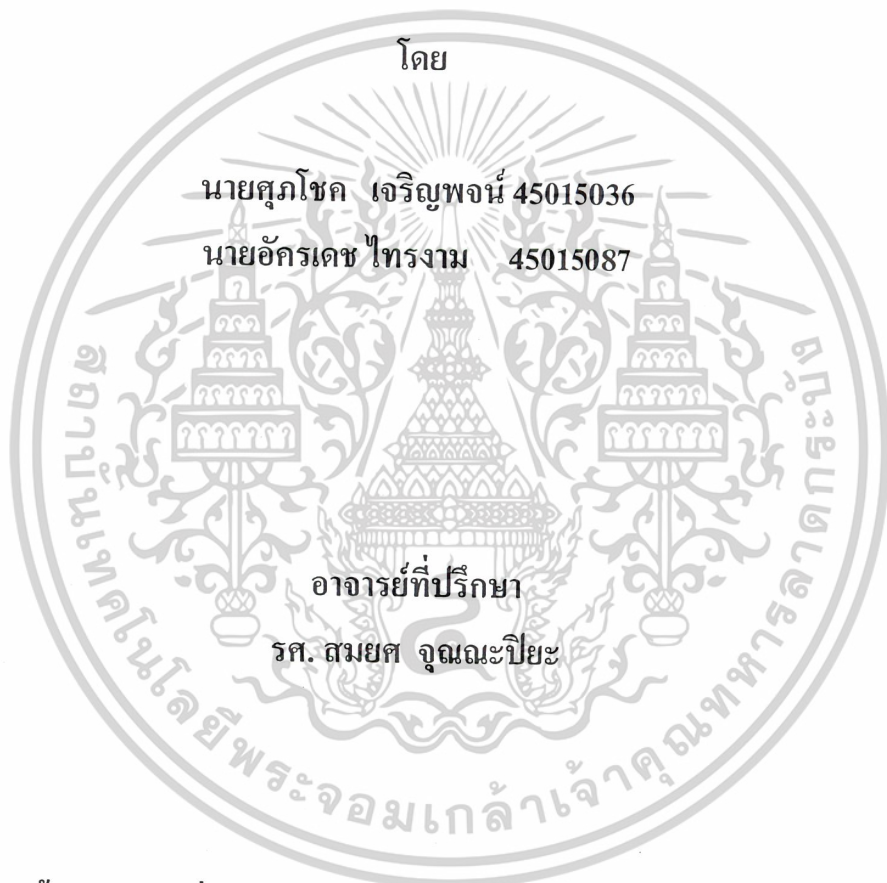 โดย
นายศุภโชค เจริญพจน์ 45015036
นายอัครเดช ไทรงาม 45015087
อาจารย์ที่ปรึกษา
รศ. สมยศ จุณณะปิยะ
สถาบันเทคโนโลยีพระจอมเกล้าเจ้าคุณทหารลาดกระบัง